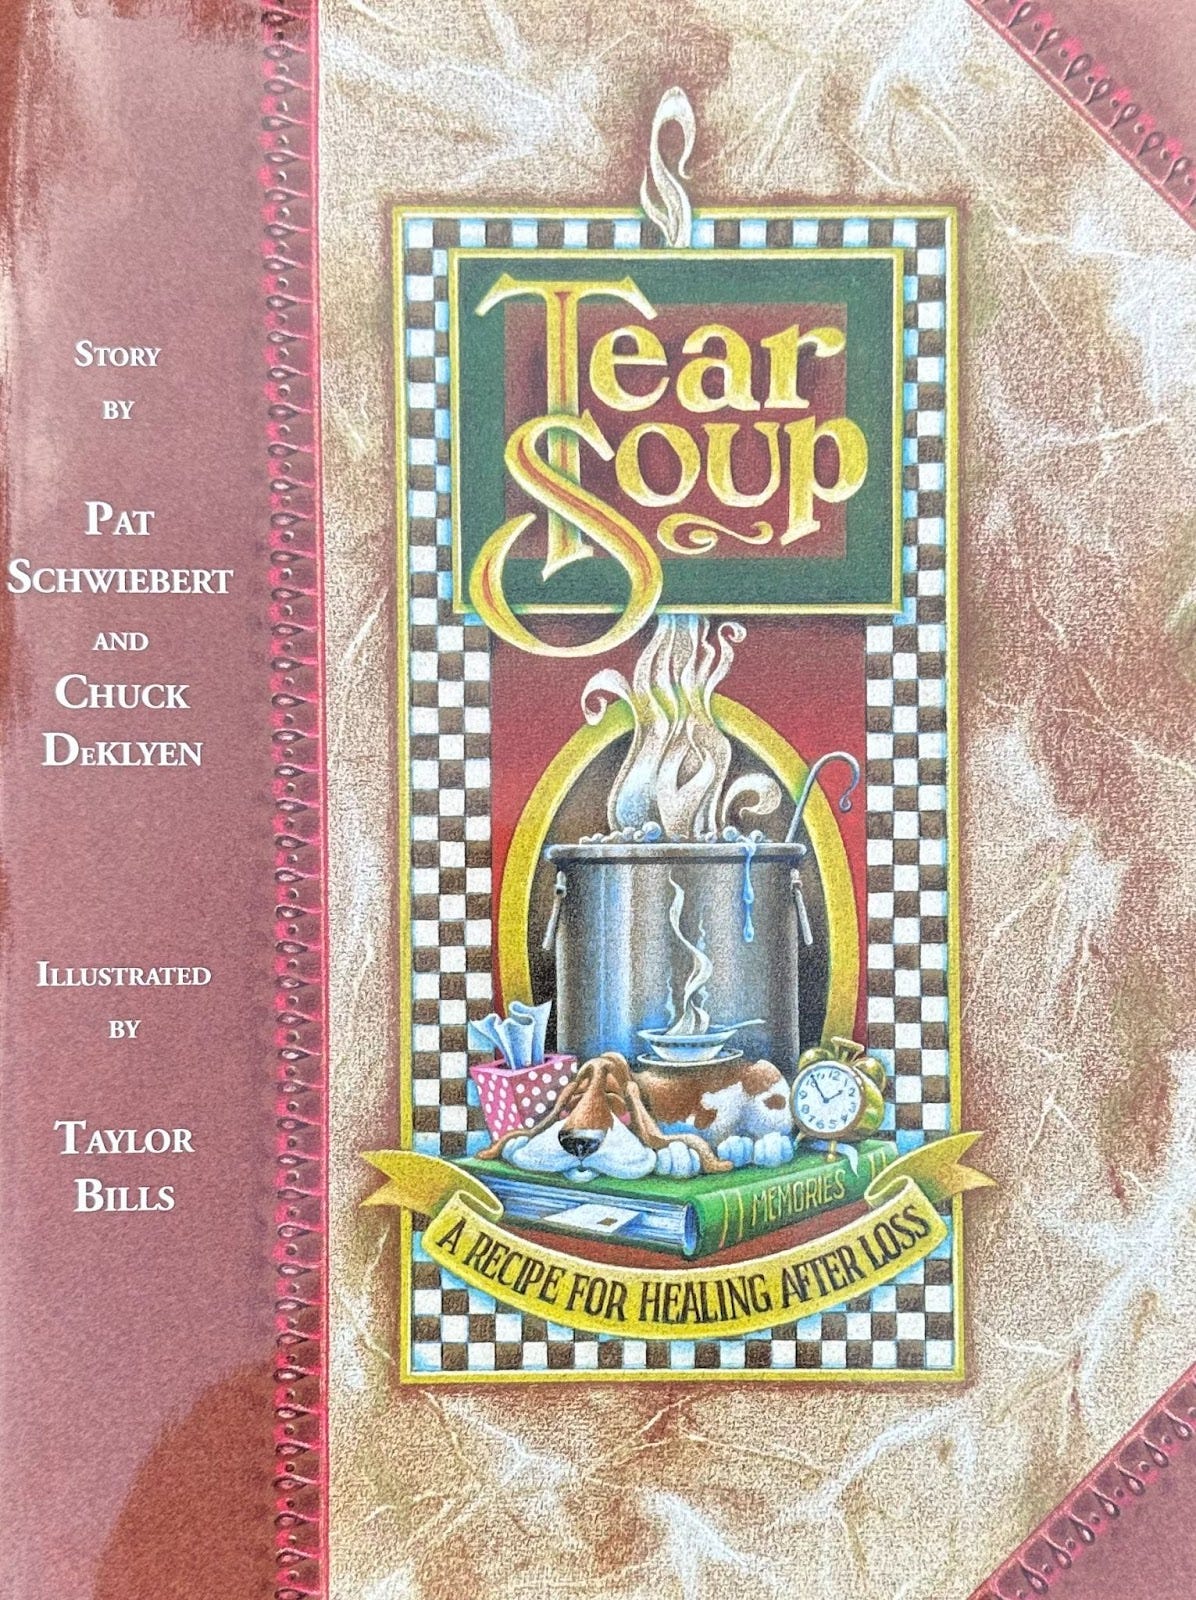 STORY
BY
PAT
SCHWIEBERT
AND
CHUCK
DEKLYEN
ILLUSTRATED
BY
TAYLOR
BILLS
Tear
Soup
MEMORIES
A RECIPE FOR HEALING AFTER LOSS